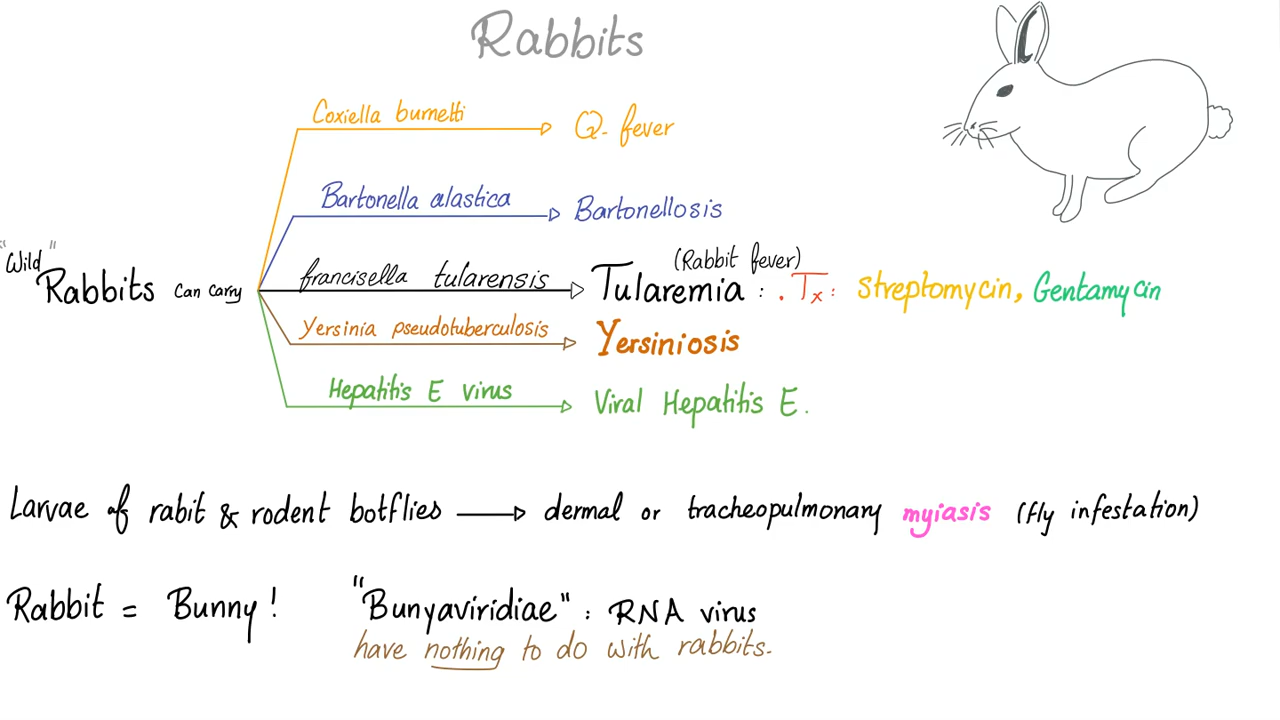 Rabbits
Coxiella burnetti
Q. fever
Bartonella alastica
Bartonellosis
"Wild"
Rabbits can carry
francisella tularensis
(Rabbit fever)
Tularemia : . Tx : Streptomycin, Gentamycin
Yersinia pseudotuberculosis
Yersiniosis
Hepatitis E virus
Viral Hepatitis E.
Larvae of rabit & rodent botflies → dermal or tracheopulmonary myiasis (fly infestation)
Rabbit = Bunny! "Bunyaviridiae" : RNA virus
have nothing to do with rabbits.